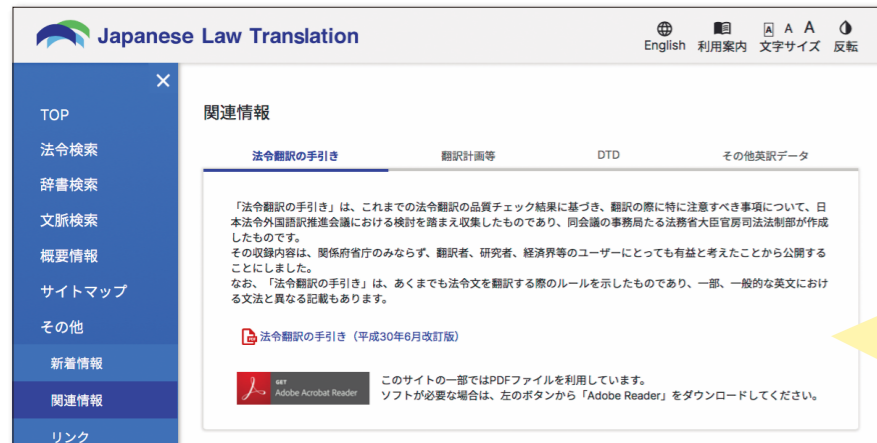 Japanese Law Translation
English 利用案内 文字サイズ 反転
A A A
×
TOP
法令検索
辞書検索
文脈検索
概要情報
サイトマップ
その他
新着情報
関連情報
リンク
関連情報
法令翻訳の手引き 翻訳計画等 DTD その他英訳データ
「法令翻訳の手引き」は、これまでの法令翻訳の品質チェック結果に基づき、翻訳の際に特に注意すべき事項について、日
本法令外国語訳推進会議における検討を踏まえ収集したものであり、同会議の事務局たる法務省大臣官房司法法制部が作成
したものです。
その収録内容は、関係府省庁のみならず、翻訳者、研究者、経済界等のユーザーにとっても有益と考えたことから公開する
ことにしました。
なお、「法令翻訳の手引き」は、あくまでも法令文を翻訳する際のルールを示したものであり、一部、一般的な英文におけ
る文法と異なる記載もあります。
法令翻訳の手引き（平成30年6月改訂版）
GET
Adobe Acrobat Reader
このサイトの一部ではPDFファイルを利用しています。
ソフトが必要な場合は、左のボタンから「Adobe Reader」をダウンロードしてください。